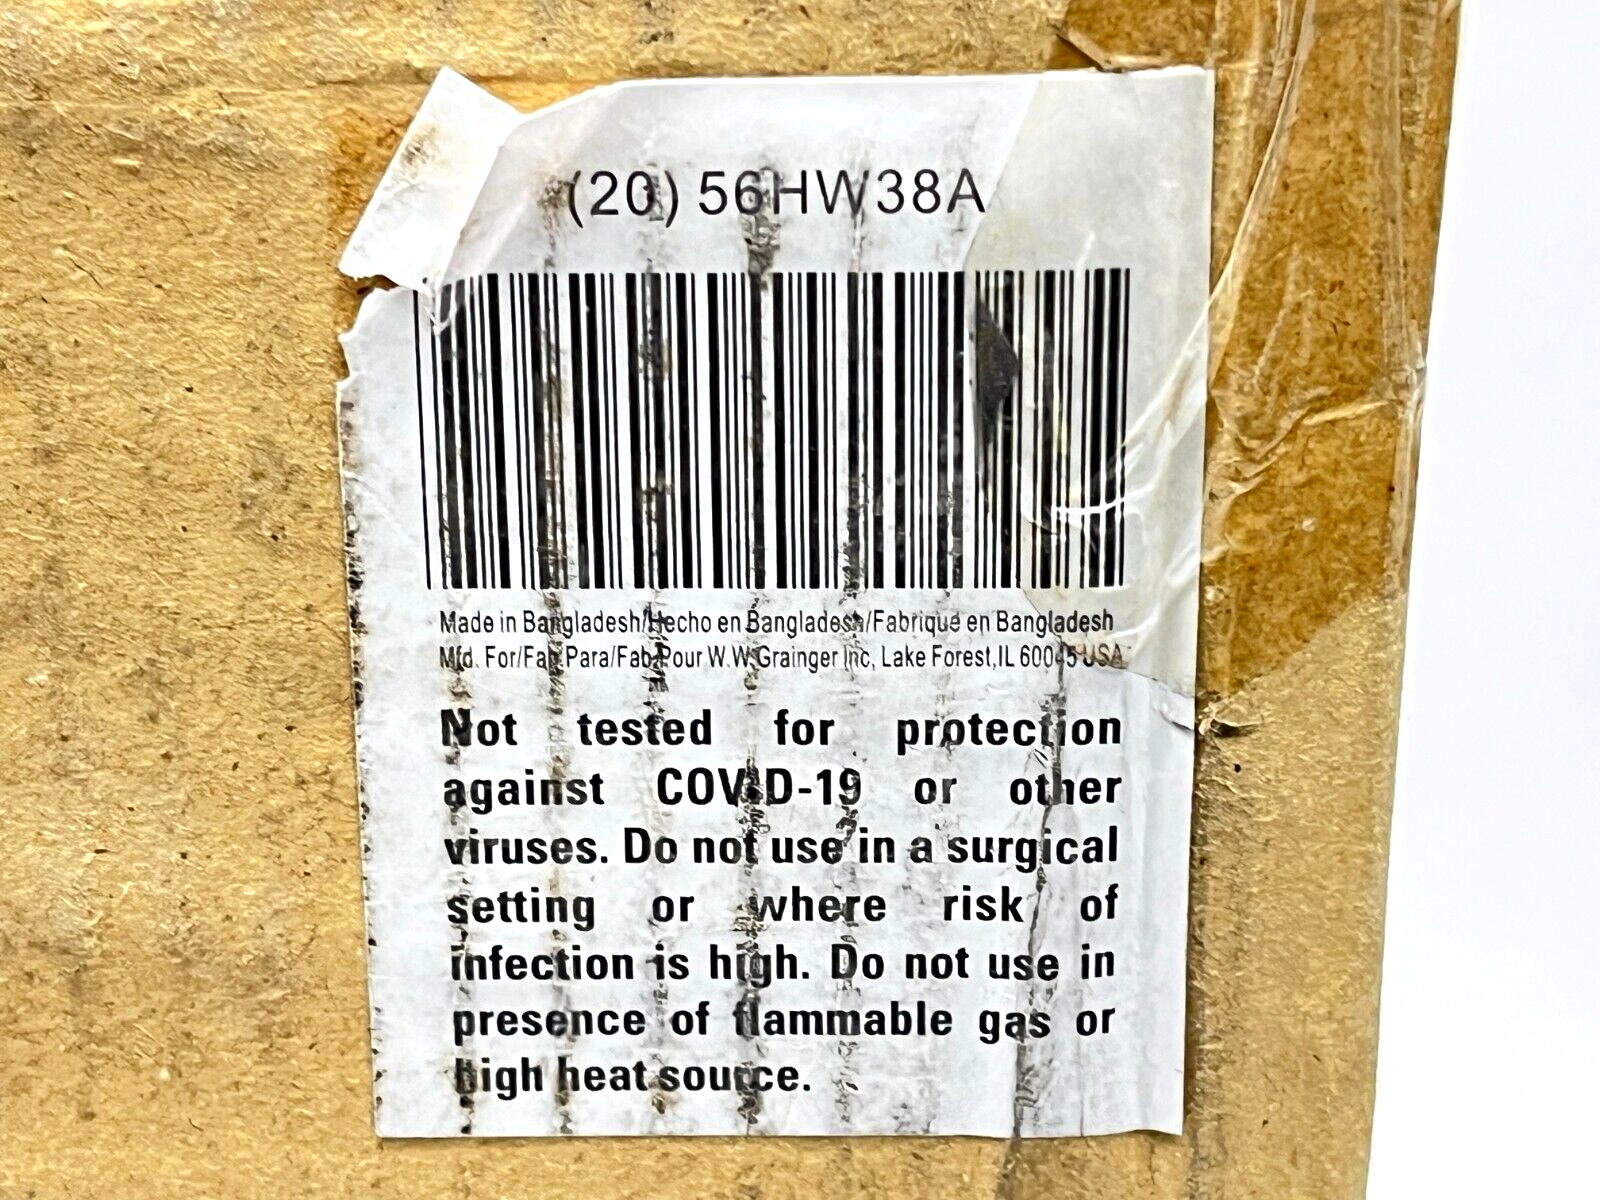 (20) 56HW38A
Made in Bangladesh/Hecho en Bangladesh/Fabrique en Bangladesh
Mfd. For/Fab Para/Fab Pour W.W.Grainger Inc, Lake Forest,IL 60045 USA
Not tested for protection
against COVID-19 or other
viruses. Do not use in a surgical
setting or where risk of
infection is high. Do not use in
presence of flammable gas or
high heat source.